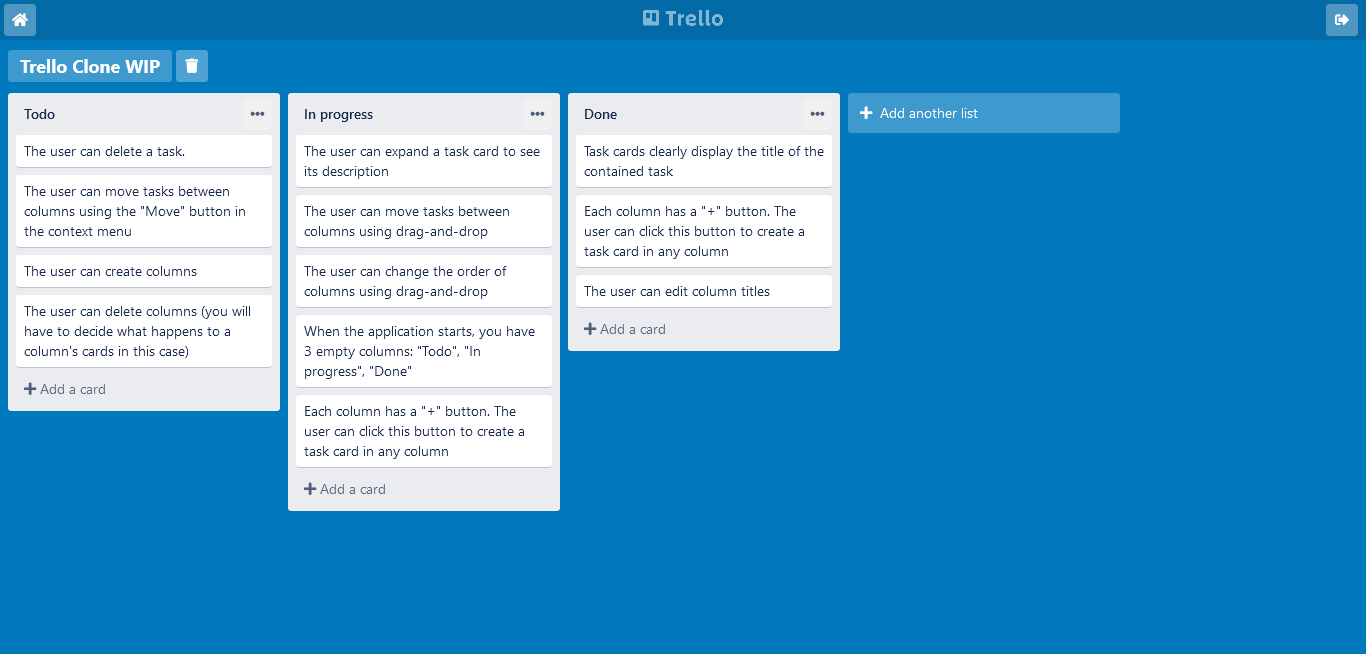 Trello
Trello Clone WIP
Todo
The user can delete a task.
The user can move tasks between
columns using the "Move" button in
the context menu
The user can create columns
The user can delete columns (you will
have to decide what happens to a
column's cards in this case)
Add a card
In progress
The user can expand a task card to see
its description
The user can move tasks between
columns using drag-and-drop
The user can change the order of
columns using drag-and-drop
When the application starts, you have
3 empty columns: "Todo", "In
progress", "Done"
Each column has a "+" button. The
user can click this button to create a
task card in any column
Add a card
Done
Task cards clearly display the title of the
contained task
Each column has a "+" button. The
user can click this button to create a
task card in any column
The user can edit column titles
Add a card
Add another list